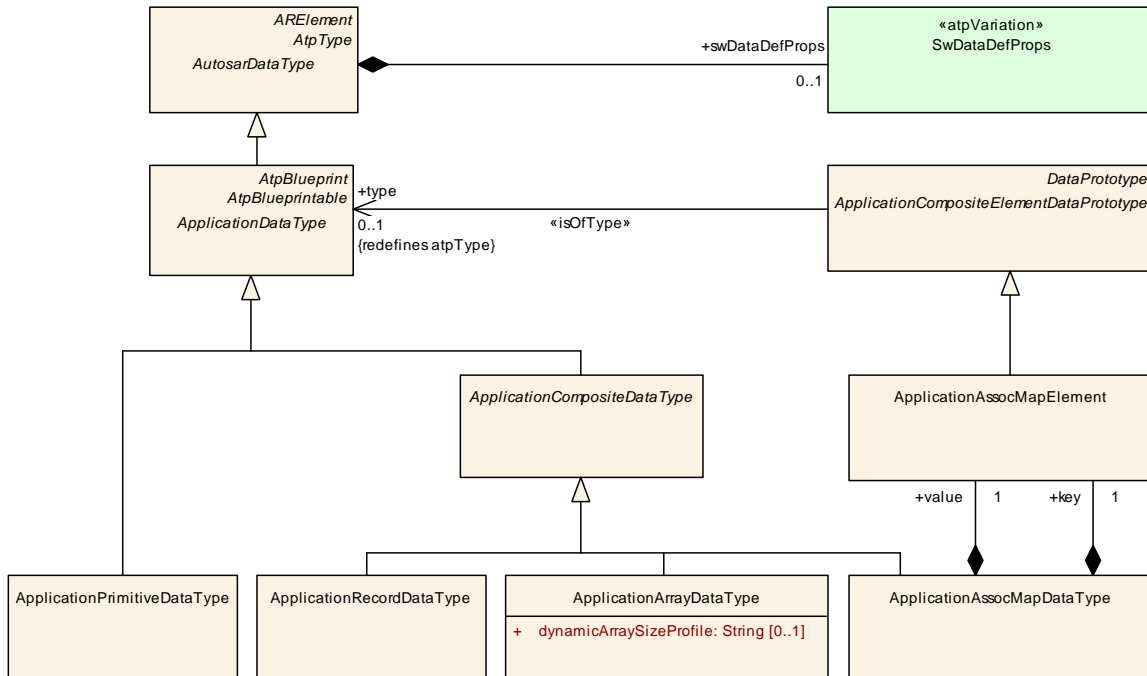 ARElement
AtpType
AutosarDataType
+swDataDefProps
0..1
«atpVariation»
SwDataDefProps
AtpBlueprint
AtpBlueprintable
ApplicationDataType
+type
0..1
{redefines atpType}
«isOfType»
DataPrototype
ApplicationCompositeElementDataPrototype
ApplicationCompositeDataType
ApplicationAssocMapElement
+value 1
+key 1
ApplicationPrimitiveDataType
ApplicationRecordDataType
ApplicationArrayDataType
+ dynamicArraySizeProfile: String [0..1]
ApplicationAssocMapDataType